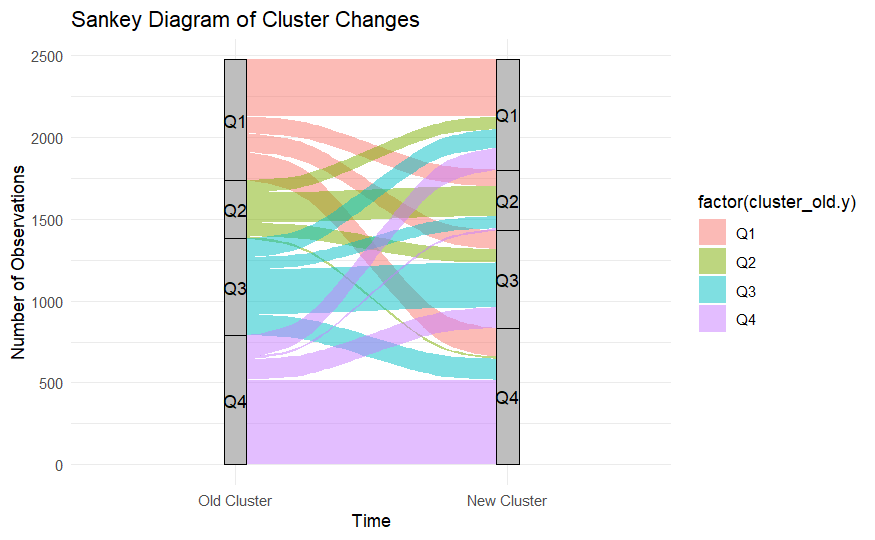 Sankey Diagram of Cluster Changes
Number of Observations
2500
2000
1500
1000
500
0
Q1
Q2
Q3
Q4
Q1
Q2
Q3
Q4
Old Cluster
New Cluster
Time
factor(cluster_old.y)
Q1
Q2
Q3
Q4